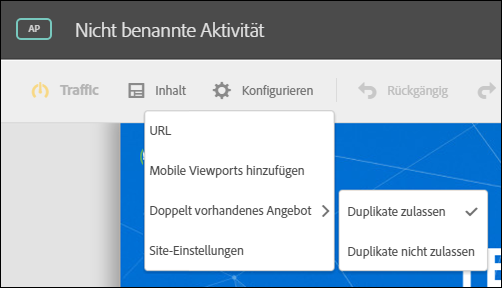 AP Nicht benannte Aktivität
Traffic Inhalt Konfigurieren Rückgängig
URL
Mobile Viewports hinzufügen
Doppelt vorhandenes Angebot
Site-Einstellungen
Duplikate zulassen
Duplikate nicht zulassen